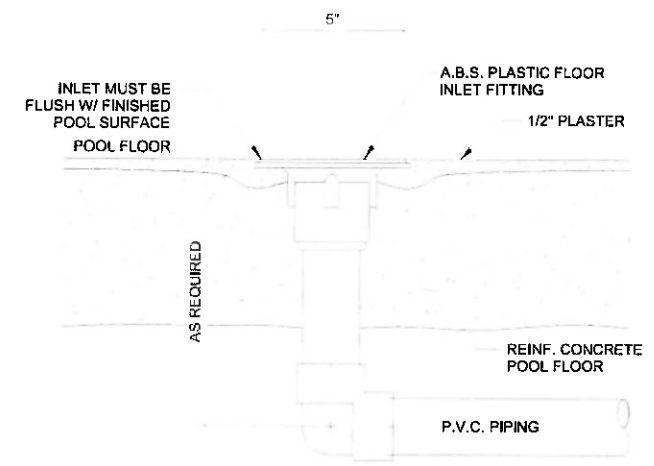 5"
INLET MUST BE
FLUSH W/ FINISHED
POOL SURFACE
POOL FLOOR
A.B.S. PLASTIC FLOOR
INLET FITTING
1/2" PLASTER
AS REQUIRED
REINF. CONCRETE
POOL FLOOR
P.V.C. PIPING